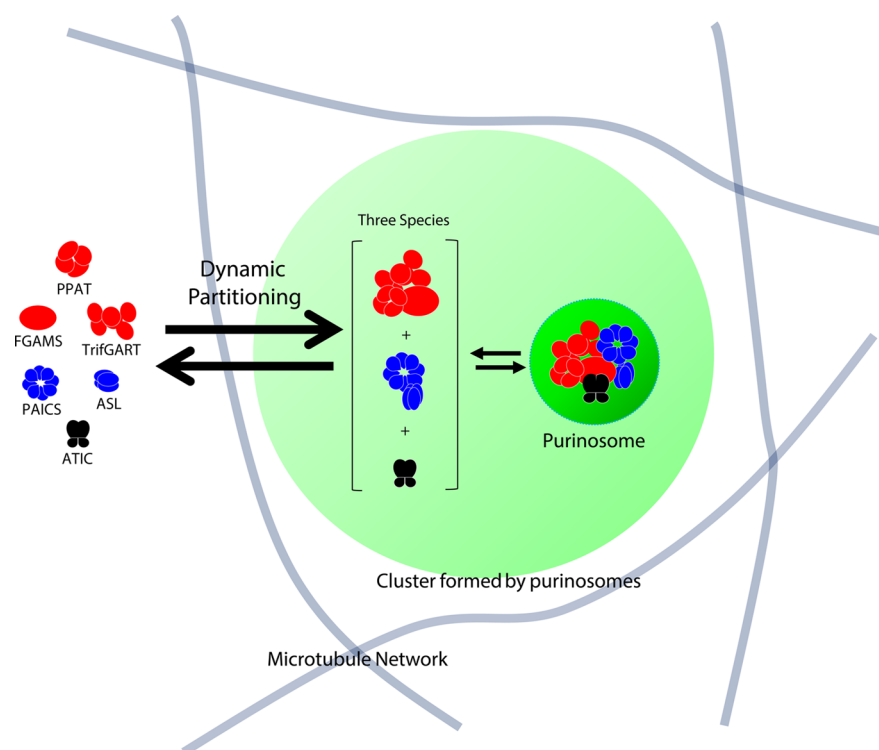 Three Species
Dynamic
Partitioning
PPAT
FGAMS
TrifGART
PAICS
ASL
ATIC
+
+
Purinosome
Cluster formed by purinosomes
Microtubule Network